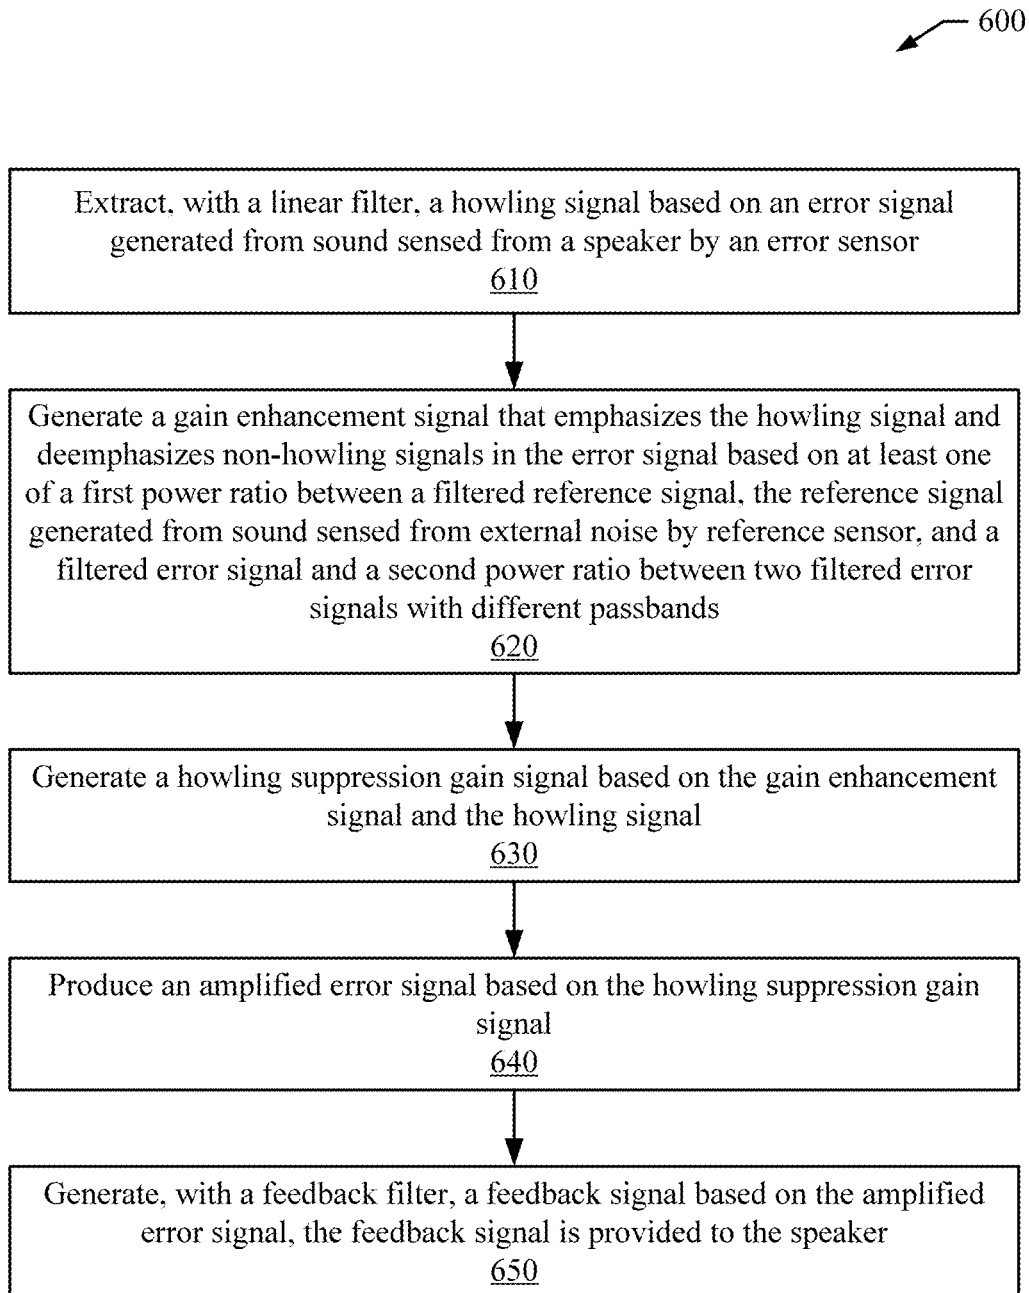 600
Extract, with a linear filter, a howling signal based on an error signal
generated from sound sensed from a speaker by an error sensor
610
Generate a gain enhancement signal that emphasizes the howling signal and
deemphasizes non-howling signals in the error signal based on at least one
of a first power ratio between a filtered reference signal, the reference signal
generated from sound sensed from external noise by reference sensor, and a
filtered error signal and a second power ratio between two filtered error
signals with different passbands
620
Generate a howling suppression gain signal based on the gain enhancement
signal and the howling signal
630
Produce an amplified error signal based on the howling suppression gain
signal
640
Generate, with a feedback filter, a feedback signal based on the amplified
error signal, the feedback signal is provided to the speaker
650